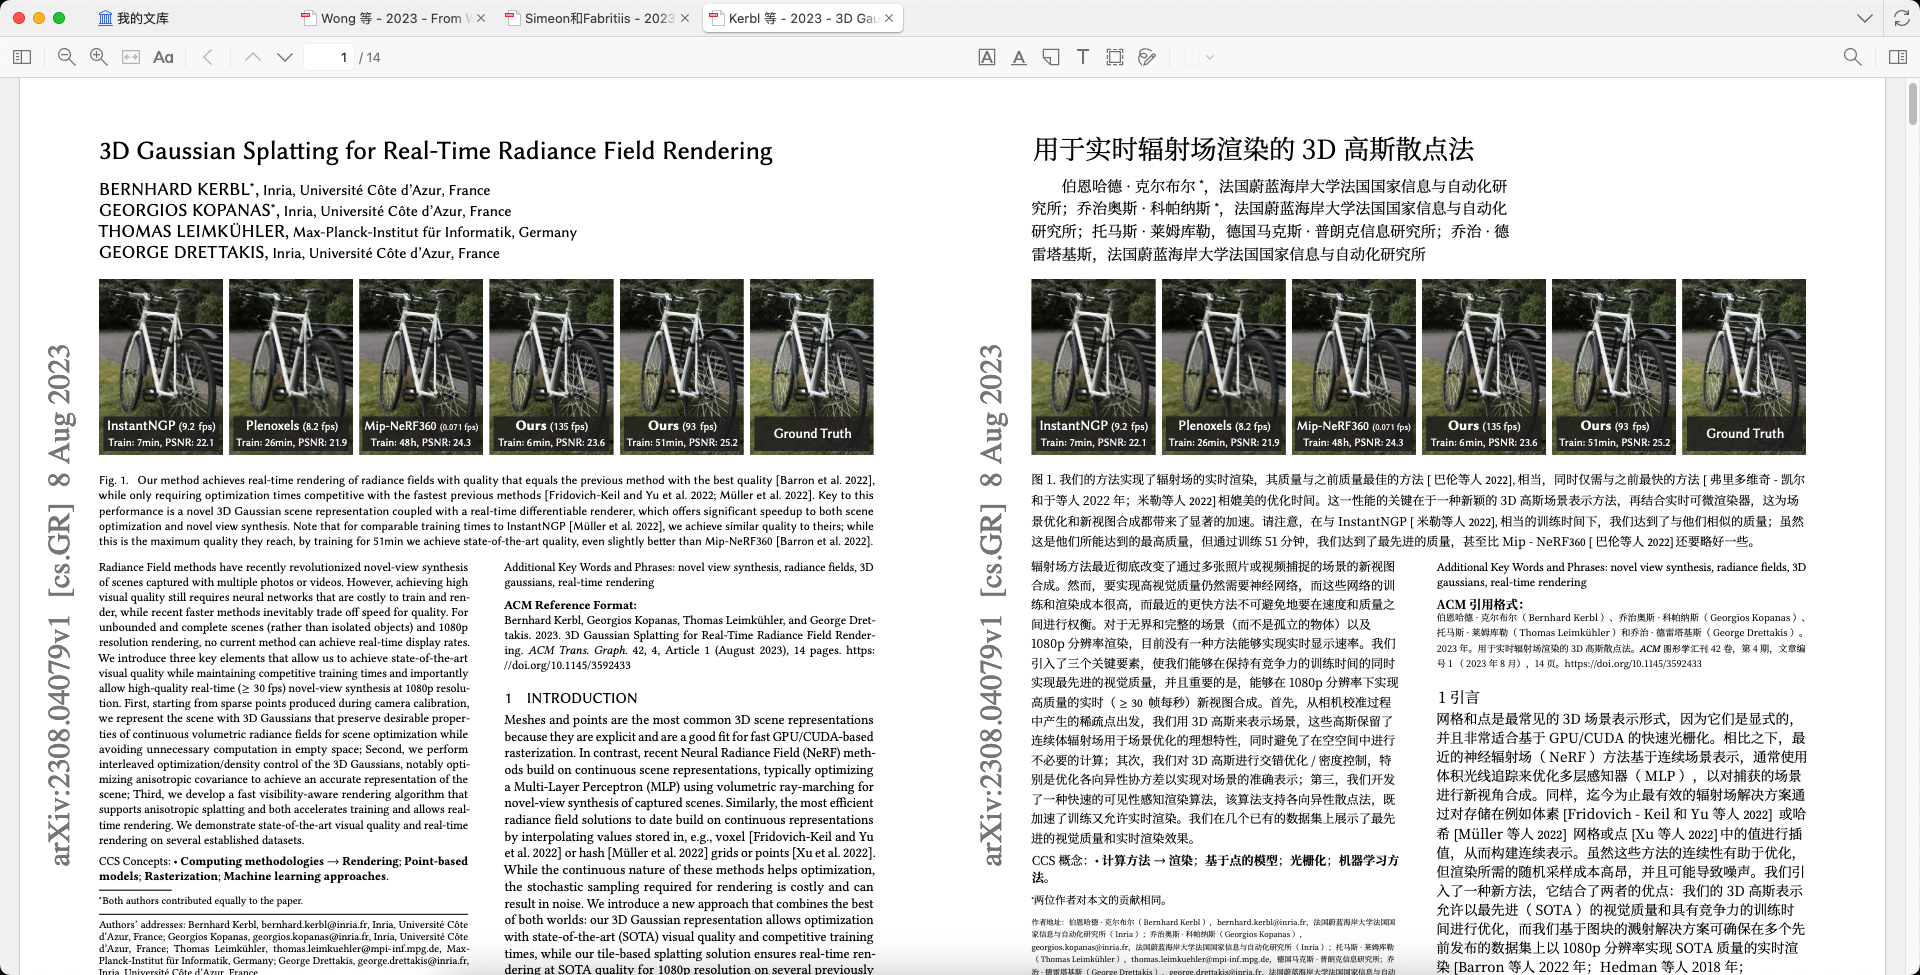 我的文库
Wong 等 - 2023 - From
Simeon和Fabritiis - 2023
Kerbl 等 - 2023 - 3D Gau
Aa
1 / 14
3D Gaussian Splatting for Real-Time Radiance Field Rendering
BERNHARD KERBL*, Inria, Université Côte d'Azur, France
GEORGIOS KOPANAS*, Inria, Université Côte d'Azur, France
THOMAS LEIMKÜHLER, Max-Planck-Institut für Informatik, Germany
GEORGE DRETTAKIS, Inria, Université Côte d'Azur, France
InstantNGP (9.2 fps)
Train: 7min, PSNR: 22.1
Plenoxels (8.2 fps)
Train: 26min, PSNR: 21.9
Mip-NeRF360 (0.071 fps)
Train: 48h, PSNR: 24.3
Ours (135 fps)
Train: 6min, PSNR: 23.6
Ours (93 fps)
Train: 51min, PSNR: 25.2
Ground Truth
Fig. 1. Our method achieves real-time rendering of radiance fields with quality that equals the previous method with the best quality [Barron et al. 2022],
while only requiring optimization times competitive with the fastest previous methods [Fridovich-Keil and Yu et al. 2022; Müller et al. 2022]. Key to this
performance is a novel 3D Gaussian scene representation coupled with a real-time differentiable renderer, which offers significant speedup to both scene
optimization and novel view synthesis. Note that for comparable training times to InstantNGP [Müller et al. 2022], we achieve similar quality to theirs; while
this is the maximum quality they reach, by training for 51min we achieve state-of-the-art quality, even slightly better than Mip-NeRF360 [Barron et al. 2022].
arXiv:2308.04079v1 [cs.GR] 8 Aug 2023
Radiance Field methods have recently revolutionized novel-view synthesis
of scenes captured with multiple photos or videos. However, achieving high
visual quality still requires neural networks that are costly to train and ren-
der, while recent faster methods inevitably trade off speed for quality. For
unbounded and complete scenes (rather than isolated objects) and 1080p
resolution rendering, no current method can achieve real-time display rates.
We introduce three key elements that allow us to achieve state-of-the-art
visual quality while maintaining competitive training times and importantly
allow high-quality real-time (≥ 30 fps) novel-view synthesis at 1080p resolu-
tion. First, starting from sparse points produced during camera calibration,
we represent the scene with 3D Gaussians that preserve desirable proper-
ties of continuous volumetric radiance fields for scene optimization while
avoiding unnecessary computation in empty space; Second, we perform
interleaved optimization/density control of the 3D Gaussians, notably opti-
mizing anisotropic covariance to achieve an accurate representation of the
scene; Third, we develop a fast visibility-aware rendering algorithm that
supports anisotropic splatting and both accelerates training and allows real-
time rendering. We demonstrate state-of-the-art visual quality and real-time
rendering on several established datasets.
CCS Concepts: • Computing methodologies → Rendering; Point-based
models; Rasterization; Machine learning approaches.
*Both authors contributed equally to the paper.
Authors' addresses: Bernhard Kerbl, bernhard.kerbl@inria.fr, Inria, Université Côte
d'Azur, France; Georgios Kopanas, georgios.kopanas@inria.fr, Inria, Université Côte
d'Azur, France; Thomas Leimkühler, thomas.leimkuehler@mpi-inf.mpg.de, Max-
Planck-Institut für Informatik, Germany; George Drettakis, george.drettakis@inria.fr,
Inria, Université Côte d'Azur, France
Additional Key Words and Phrases: novel view synthesis, radiance fields, 3D
gaussians, real-time rendering
ACM Reference Format:
Bernhard Kerbl, Georgios Kopanas, Thomas Leimkühler, and George Dret-
takis. 2023. 3D Gaussian Splatting for Real-Time Radiance Field Render-
ing. ACM Trans. Graph. 42, 4, Article 1 (August 2023), 14 pages. https:
//doi.org/10.1145/3592433
1 INTRODUCTION
Meshes and points are the most common 3D scene representations
because they are explicit and are a good fit for fast GPU/CUDA-based
rasterization. In contrast, recent Neural Radiance Field (NeRF) meth-
ods build on continuous scene representations, typically optimizing
a Multi-Layer Perceptron (MLP) using volumetric ray-marching for
novel-view synthesis of captured scenes. Similarly, the most efficient
radiance field solutions to date build on continuous representations
by interpolating values stored in, e.g., voxel [Fridovich-Keil and Yu
et al. 2022] or hash [Müller et al. 2022] grids or points [Xu et al. 2022].
While the continuous nature of these methods helps optimization,
the stochastic sampling required for rendering is costly and can
result in noise. We introduce a new approach that combines the best
of both worlds: our 3D Gaussian representation allows optimization
with state-of-the-art (SOTA) visual quality and competitive training
times, while our tile-based splatting solution ensures real-time ren-
dering at SOTA quality for 1080p resolution on several previously
用于实时辐射场渲染的 3D 高斯散点法
伯恩哈德 · 克尔布尔 *，法国蔚蓝海岸大学法国国家信息与自动化研
究所；乔治奥斯 · 科帕纳斯 *，法国蔚蓝海岸大学法国国家信息与自动化
研究所；托马斯 · 莱姆库勒，德国马克斯 · 普朗克信息研究所；乔治 · 德
雷塔基斯，法国蔚蓝海岸大学法国国家信息与自动化研究所
InstantNGP (9.2 fps)
Train: 7min, PSNR: 22.1
Plenoxels (8.2 fps)
Train: 26min, PSNR: 21.9
Mip-NeRF360 (0.071 fps)
Train: 48h, PSNR: 24.3
Ours (135 fps)
Train: 6min, PSNR: 23.6
Ours (93 fps)
Train: 51min, PSNR: 25.2
Ground Truth
图 1. 我们的方法实现了辐射场的实时渲染，其质量与之前质量最佳的方法 [ 巴伦等人 2022], 相当，同时仅需与之前最快的方法 [ 弗里多维奇 - 凯尔
和于等人 2022 年；米勒等人 2022] 相媲美的优化时间。这一性能的关键在于一种新颖的 3D 高斯场景表示方法，再结合实时可微渲染器，这为场
景优化和新视图合成都带来了显著的加速。请注意，在与 InstantNGP [ 米勒等人 2022], 相当的训练时间下，我们达到了与他们相似的质量；虽然
这是他们所能达到的最高质量，但通过训练 51 分钟，我们达到了最先进的质量，甚至比 Mip - NeRF360 [ 巴伦等人 2022] 还要略好一些。
arXiv:2308.04079v1 [cs.GR] 8 Aug 2023
辐射场方法最近彻底改变了通过多张照片或视频捕捉的场景的新视图
合成。然而，要实现高视觉质量仍然需要神经网络，而这些网络的训
练和渲染成本很高，而最近的更快方法不可避免地要在速度和质量之
间进行权衡。对于无界和完整的场景（而不是孤立的物体）以及
1080p 分辨率渲染，目前没有一种方法能够实现实时显示速率。我们
引入了三个关键要素，使我们能够在保持有竞争力的训练时间的同时
实现最先进的视觉质量，并且重要的是，能够在 1080p 分辨率下实现
高质量的实时（ ≥ 30 帧每秒）新视图合成。首先，从相机校准过程
中产生的稀疏点出发，我们用 3D 高斯来表示场景，这些高斯保留了
连续体辐射场用于场景优化的理想特性，同时避免了在空空间中进行
不必要的计算；其次，我们对 3D 高斯进行交错优化 / 密度控制，特
别是优化各向异性协方差以实现对场景的准确表示；第三，我们开发
了一种快速的可见性感知渲染算法，该算法支持各向异性散点法，既
加速了训练又允许实时渲染。我们在几个已有的数据集上展示了最先
进的视觉质量和实时渲染效果。
CCS 概念：• 计算方法 → 渲染；基于点的模型；光栅化；机器学习方
法。
*两位作者对本文的贡献相同。
作者地址：伯恩哈德 · 克尔布尔（ Bernhard Kerbl ）, bernhard.kerbl@inria.fr, 法国蔚蓝海岸大学法国国
家信息与自动化研究所（ Inria ）；乔治奥斯 · 科帕纳斯（ Georgios Kopanas ）,
georgios.kopanas@inria.fr, 法国蔚蓝海岸大学法国国家信息与自动化研究所（ Inria ）；托马斯 · 莱姆库勒
（ Thomas Leimkühler ）, thomas.leimkuehler@mpi-inf.mpg.de, 德国马克斯 · 普朗克信息研究所；乔
治 · 德雷塔基斯（ George Drettakis ）, george.drettakis@inria.fr, 法国蔚蓝海岸大学法国国家信息与自动
Additional Key Words and Phrases: novel view synthesis, radiance fields, 3D
gaussians, real-time rendering
ACM 引用格式：
伯恩哈德 · 克尔布尔（ Bernhard Kerbl ）、乔治奥斯 · 科帕纳斯（ Georgios Kopanas ）、
托马斯 · 莱姆库勒（ Thomas Leimkühler ）和乔治 · 德雷塔基斯（ George Drettakis ）。
2023 年。用于实时辐射场渲染的 3D 高斯散点法。ACM 图形学汇刊 42 卷，第 4 期，文章编
号 1 （ 2023 年 8 月），14 页。https://doi.org/10.1145/3592433
1 引言
网格和点是最常见的 3D 场景表示形式，因为它们是显式的，
并且非常适合基于 GPU/CUDA 的快速光栅化。相比之下，最
近的神经辐射场（ NeRF ）方法基于连续场景表示，通常使用
体积光线追踪来优化多层感知器（ MLP ），以对捕获的场景
进行新视角合成。同样，迄今为止最有效的辐射场解决方案通
过对存储在例如体素 [Fridovich - Keil 和 Yu 等人 2022] 或哈
希 [Müller 等人 2022] 网格或点 [Xu 等人 2022] 中的值进行插
值，从而构建连续表示。虽然这些方法的连续性有助于优化，
但渲染所需的随机采样成本高昂，并且可能导致噪声。我们引
入了一种新方法，它结合了两者的优点：我们的 3D 高斯表示
允许以最先进（ SOTA ）的视觉质量和具有竞争力的训练时
间进行优化，而我们基于图块的溅射解决方案可确保在多个先
前发布的数据集上以 1080p 分辨率实现 SOTA 质量的实时渲
染 [Barron 等人 2022 年；Hedman 等人 2018 年；